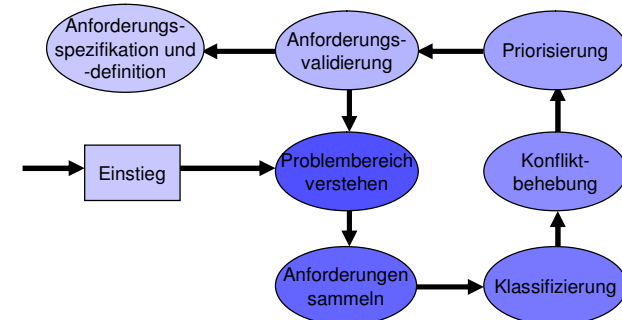 Anforderungs-
spezifikation und
-definition
Anforderungs-
validierung
Priorisierung
Einstieg
Problembereich
verstehen
Konflikt-
behebung
Anforderungen
sammeln
Klassifizierung